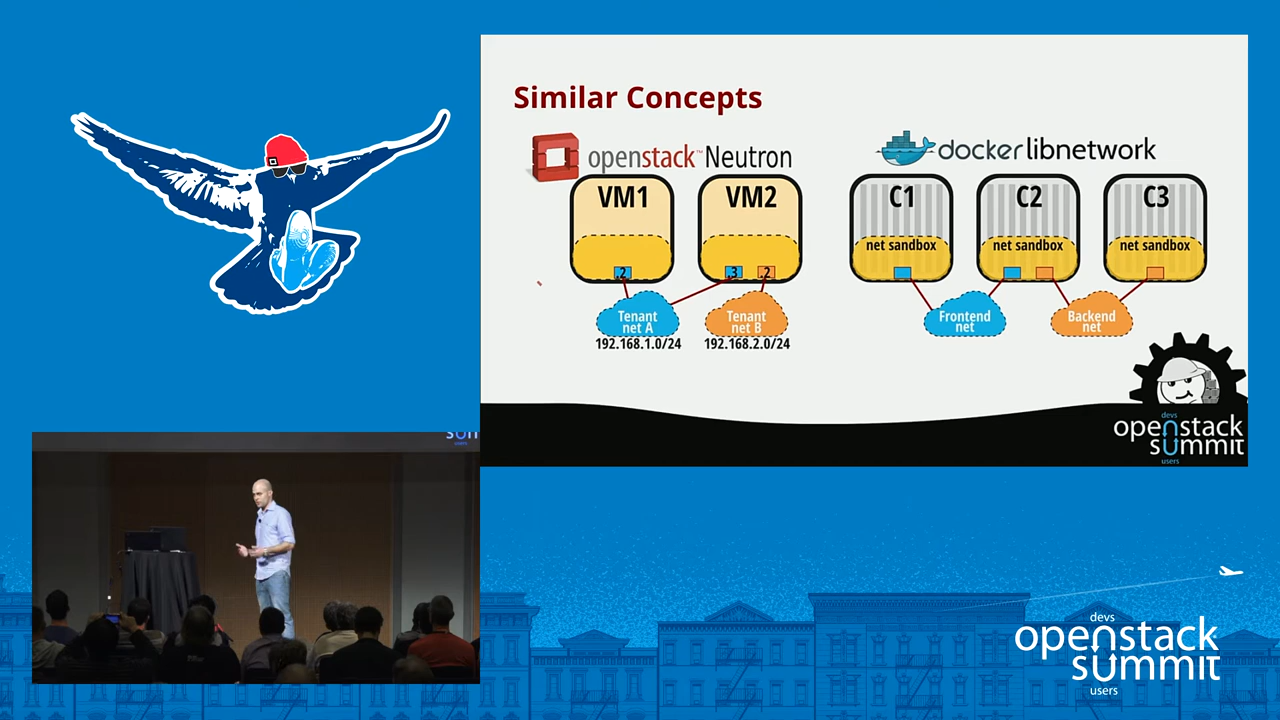 Similar Concepts
openstack™ Neutron
docker libnetwork
VM1
VM2
C1
C2
C3
net sandbox
net sandbox
net sandbox
2
3
2
Tenant
net A
Tenant
net B
Frontend
net
Backend
net
192.168.1.0/24
192.168.2.0/24
devs
openstack
summit
users
devs
openstack
summit
users